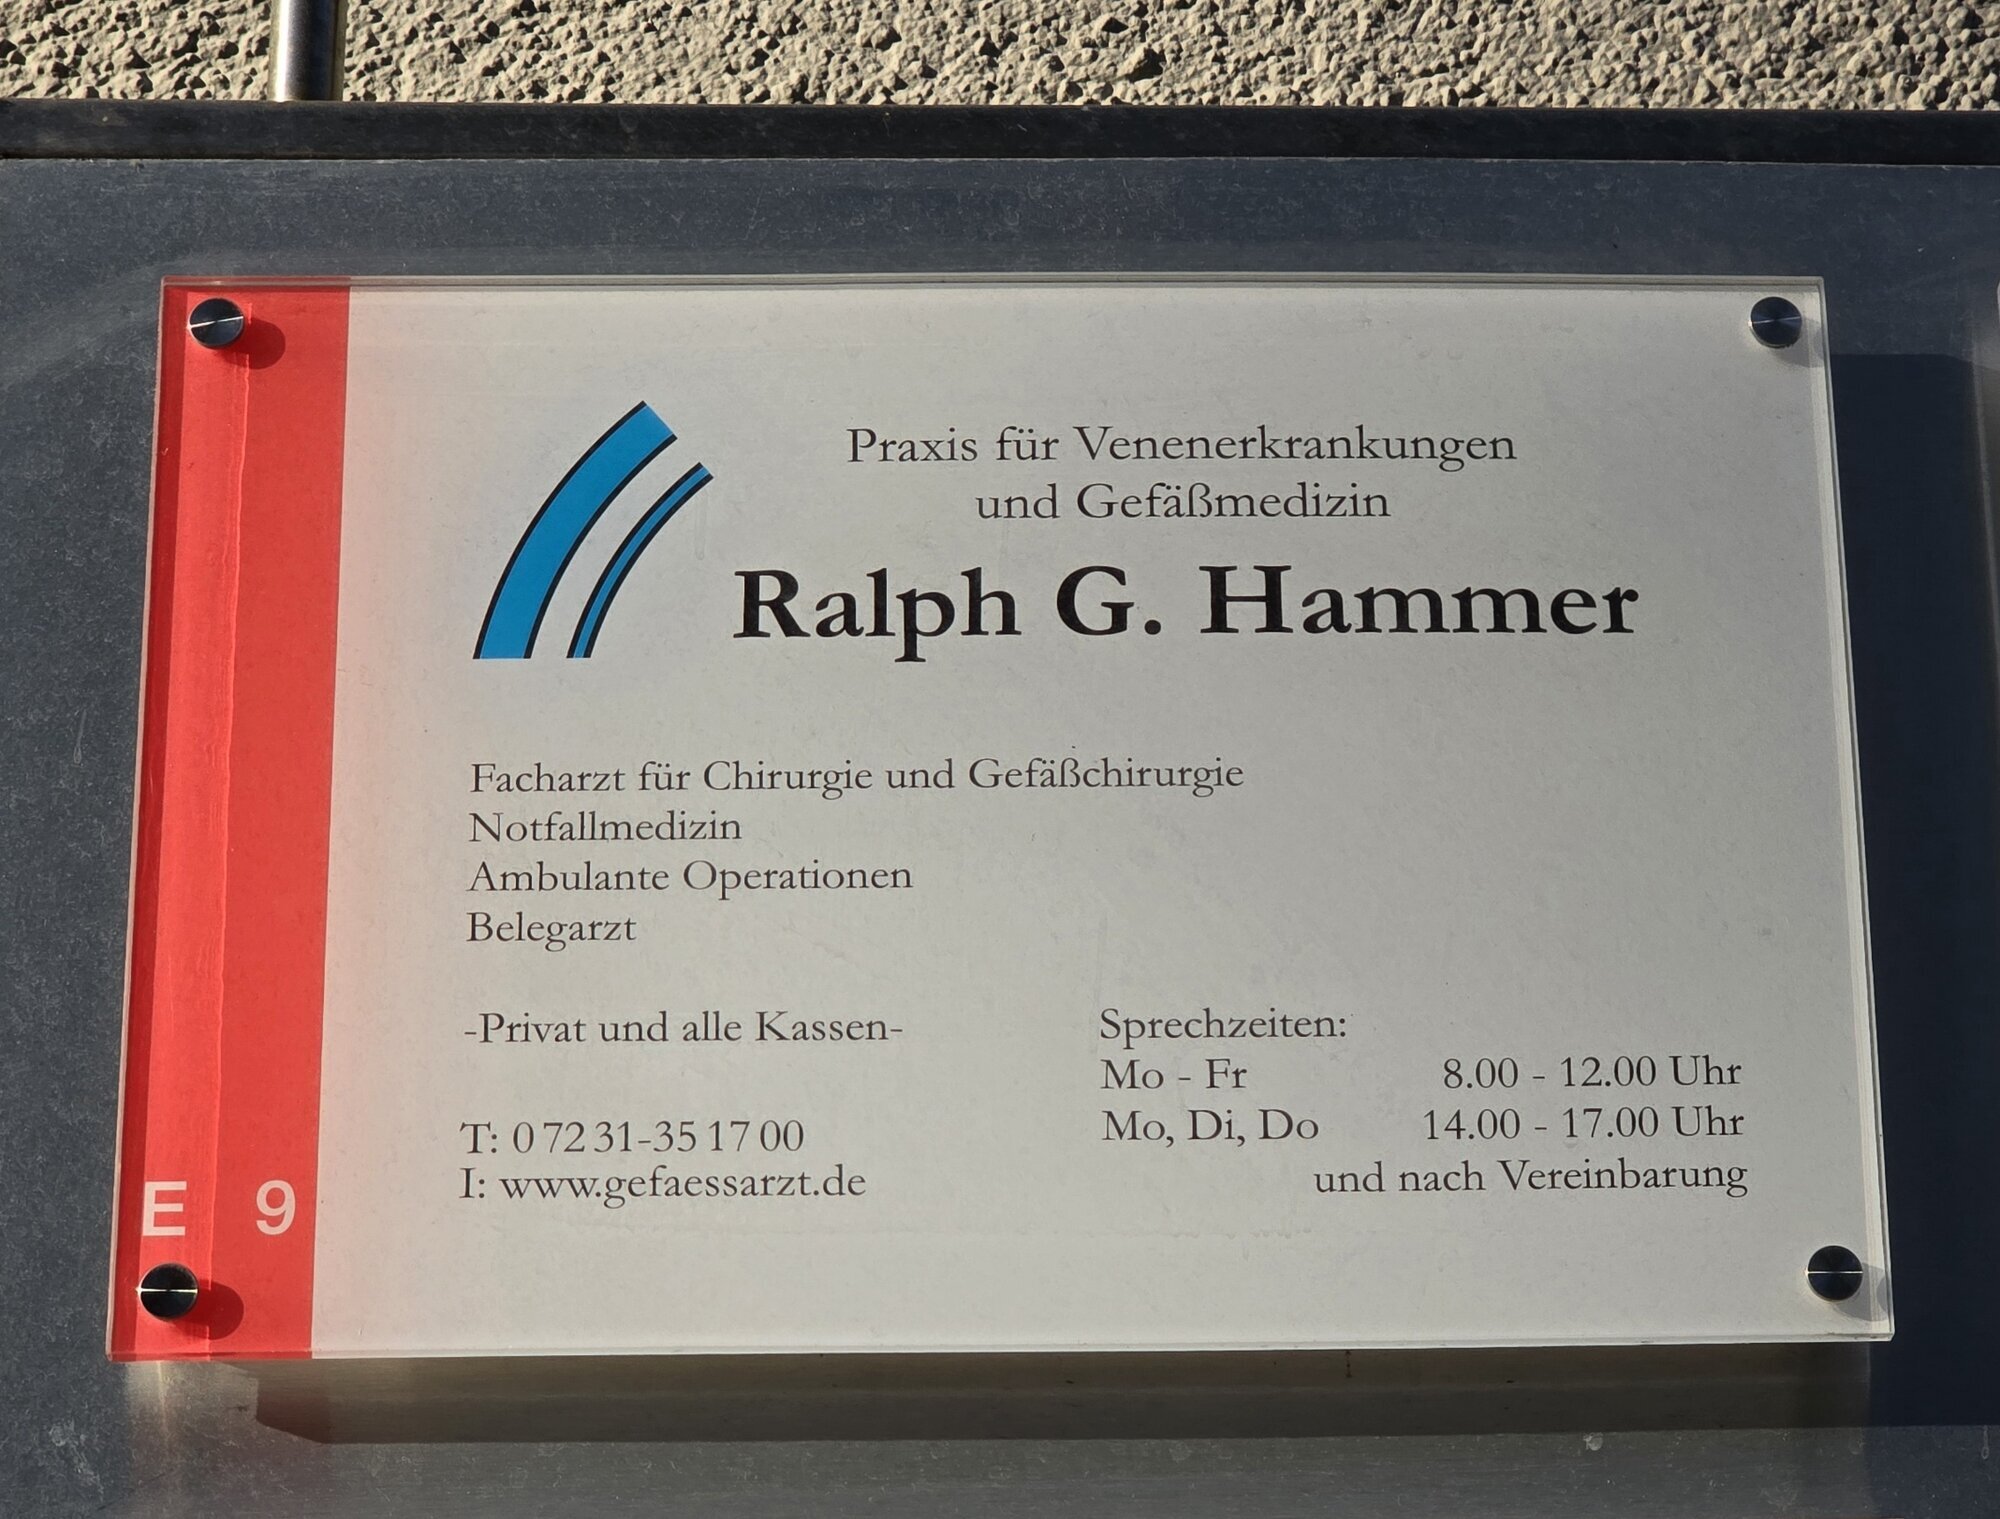 Praxis für Venenerkrankungen
und Gefäßmedizin
Ralph G. Hammer
Facharzt für Chirurgie und Gefäßchirurgie
Notfallmedizin
Ambulante Operationen
Belegarzt
-Privat und alle Kassen-
T: 0 72 31-35 17 00
I: www.gefaessarzt.de
Sprechzeiten:
Mo - Fr 8.00 - 12.00 Uhr
Mo, Di, Do 14.00 - 17.00 Uhr
und nach Vereinbarung
E 9